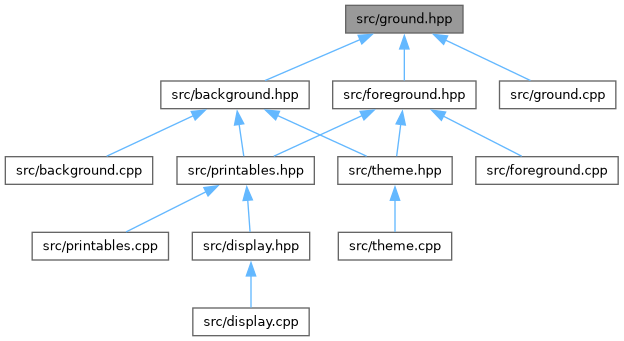 src/ground.hpp
src/background.hpp
src/foreground.hpp
src/ground.cpp
src/background.cpp
src/printables.hpp
src/theme.hpp
src/foreground.cpp
src/printables.cpp
src/display.hpp
src/theme.cpp
src/display.cpp